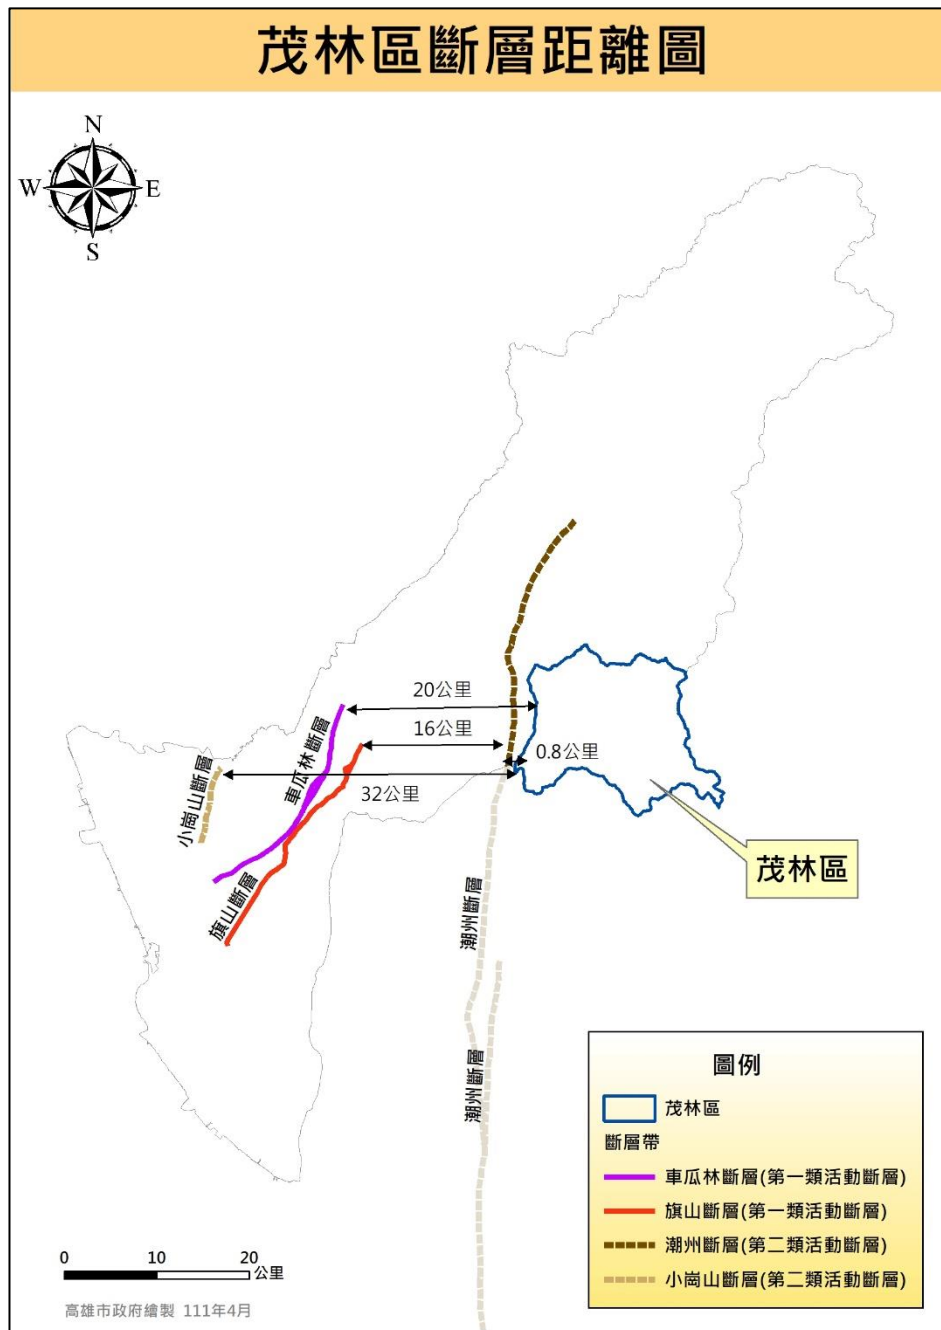 茂林區斷層距離圖
N
W
E
S
20公里
16公里
0.8公里
32公里
車瓜林斷層
小崗山斷層
旗山斷層
茂林區
潮州斷層
潮州斷層
圖例
茂林區
斷層帶
車瓜林斷層(第一類活動斷層)
旗山斷層(第一類活動斷層)
潮州斷層(第二類活動斷層)
小崗山斷層(第二類活動斷層)
0 10 20
公里
高雄市政府繪製 111年4月